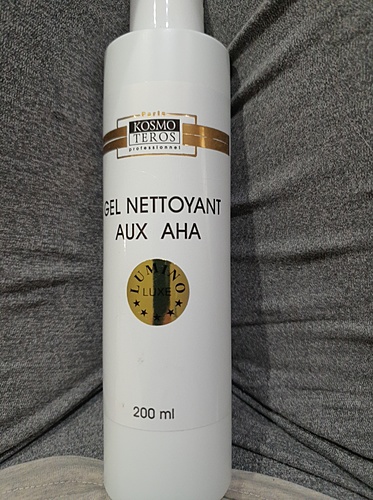 Paris
KOSMO
TEROS
professionnel
GEL NETTOYANT
AUX AHA
LUMINO
LUXE
200 ml